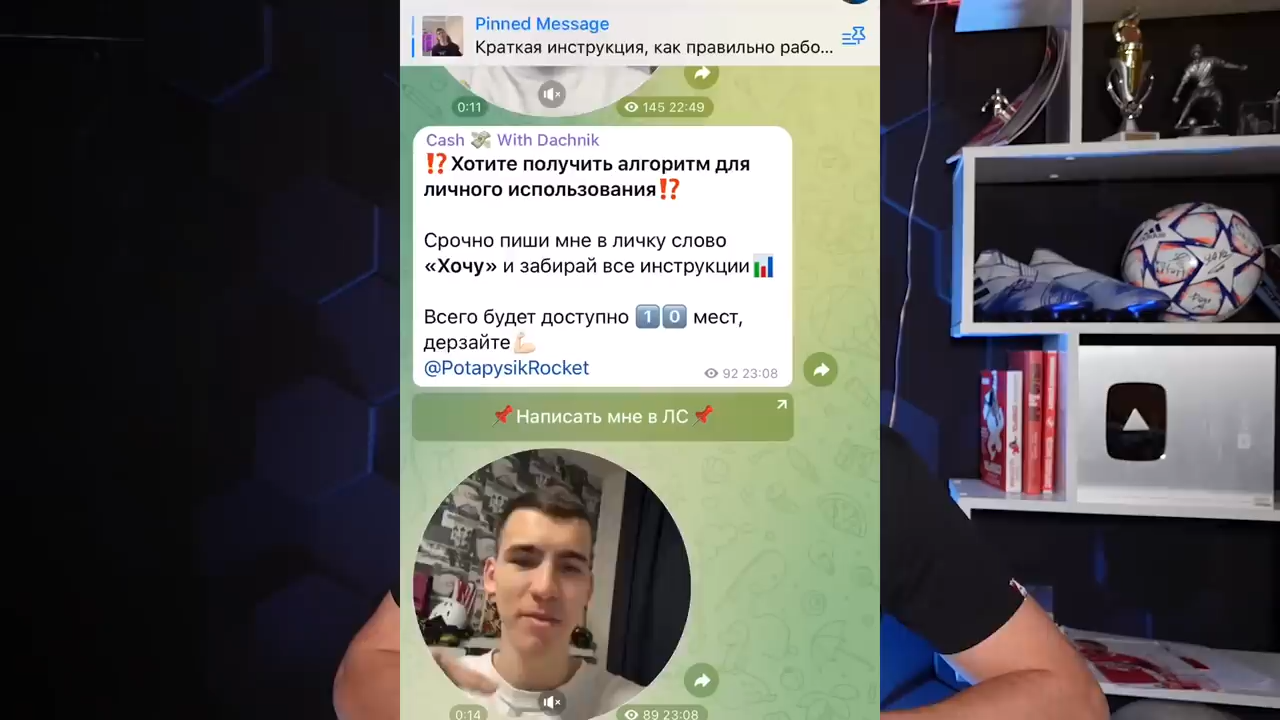 Pinned Message
Краткая инструкция, как правильно рабо...
0:11
145 22:49
Cash 💸 With Dachnik
⁉️Хотите получить алгоритм для
личного использования⁉️
Срочно пиши мне в личку слово
«Хочу» и забирай все инструкции📊
Всего будет доступно 1️⃣0️⃣ мест,
дерзайте💪🏻
@PotapysikRocket
92 23:08
📌Написать мне в ЛС📌
0:14
89 23:08